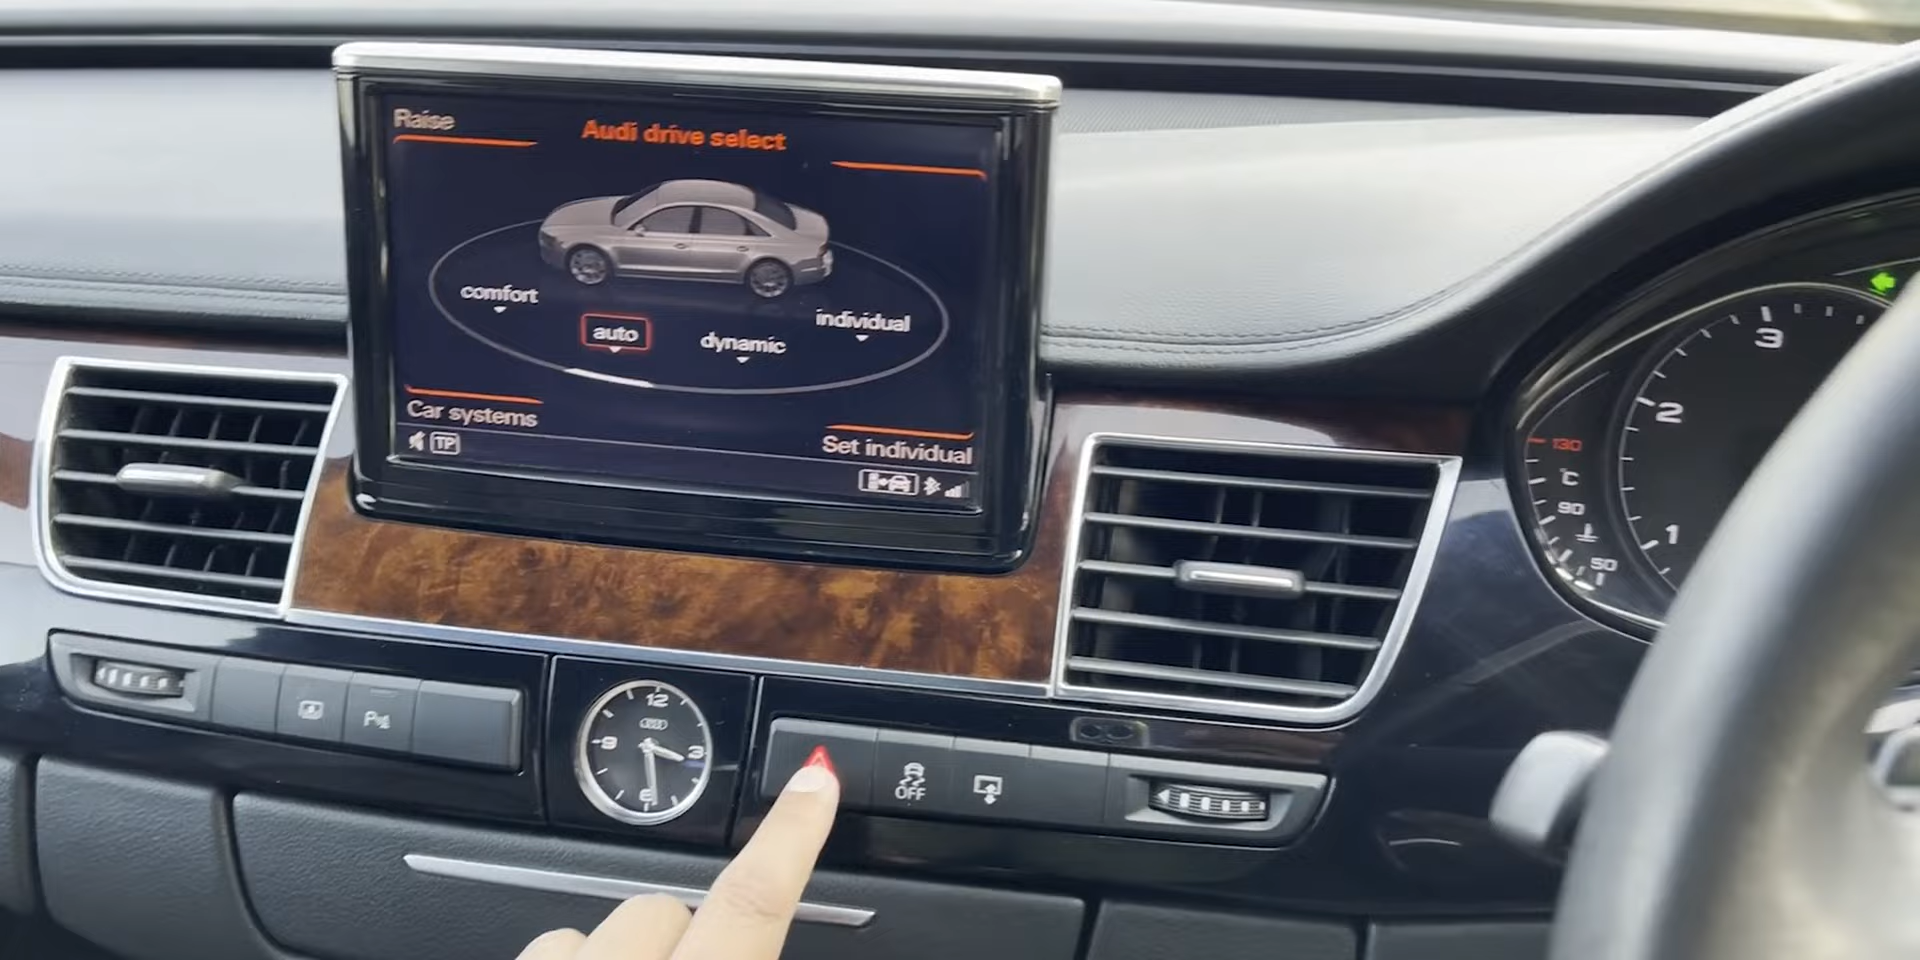 Raise
Audi drive select
comfort
auto
dynamic
individual
Car systems
Set individual
TP
3
2
1
130
°C
90
50
12
9
3
6
P
OFF